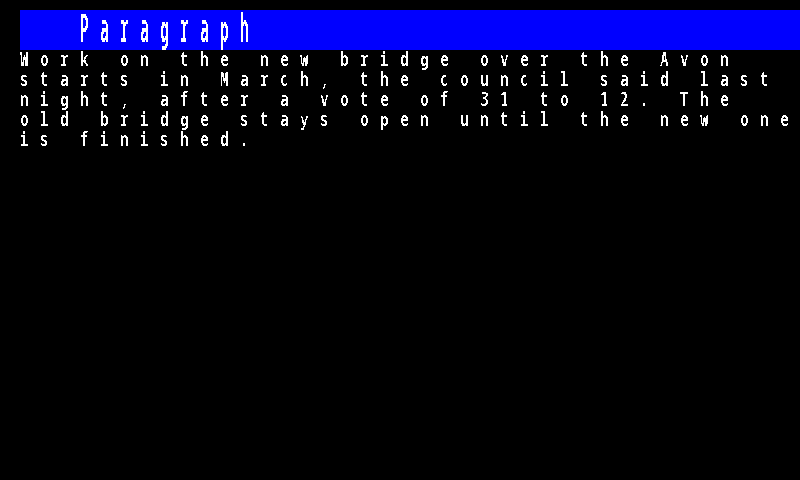 Paragraph
Work on the new bridge over the Avon
starts in March, the council said last
night, after a vote of 31 to 12. The
old bridge stays open until the new one
is finished.